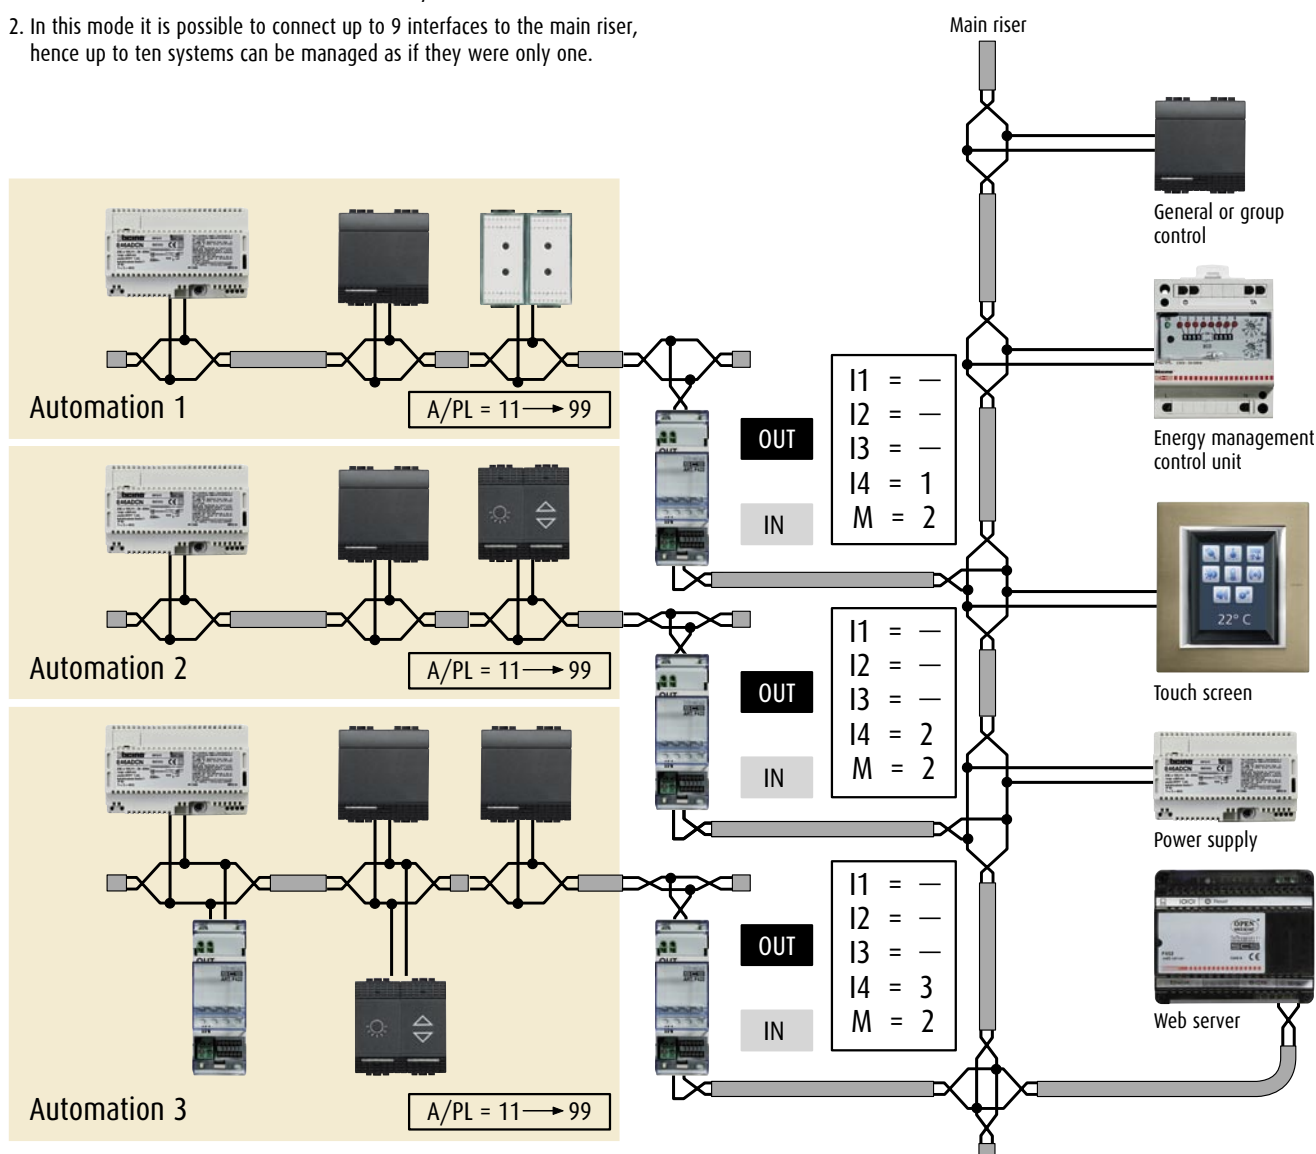 2. In this mode it is possible to connect up to 9 interfaces to the main riser,
hence up to ten systems can be managed as if they were only one.
Main riser
General or group
control
Energy management
control unit
Touch screen
22° C
Power supply
Web server
Automation 1
A/PL = 11 → 99
OUT
IN
I1 = —
I2 = —
I3 = —
I4 = 1
M = 2
Automation 2
A/PL = 11 → 99
OUT
IN
I1 = —
I2 = —
I3 = —
I4 = 2
M = 2
Automation 3
A/PL = 11 → 99
OUT
IN
I1 = —
I2 = —
I3 = —
I4 = 3
M = 2